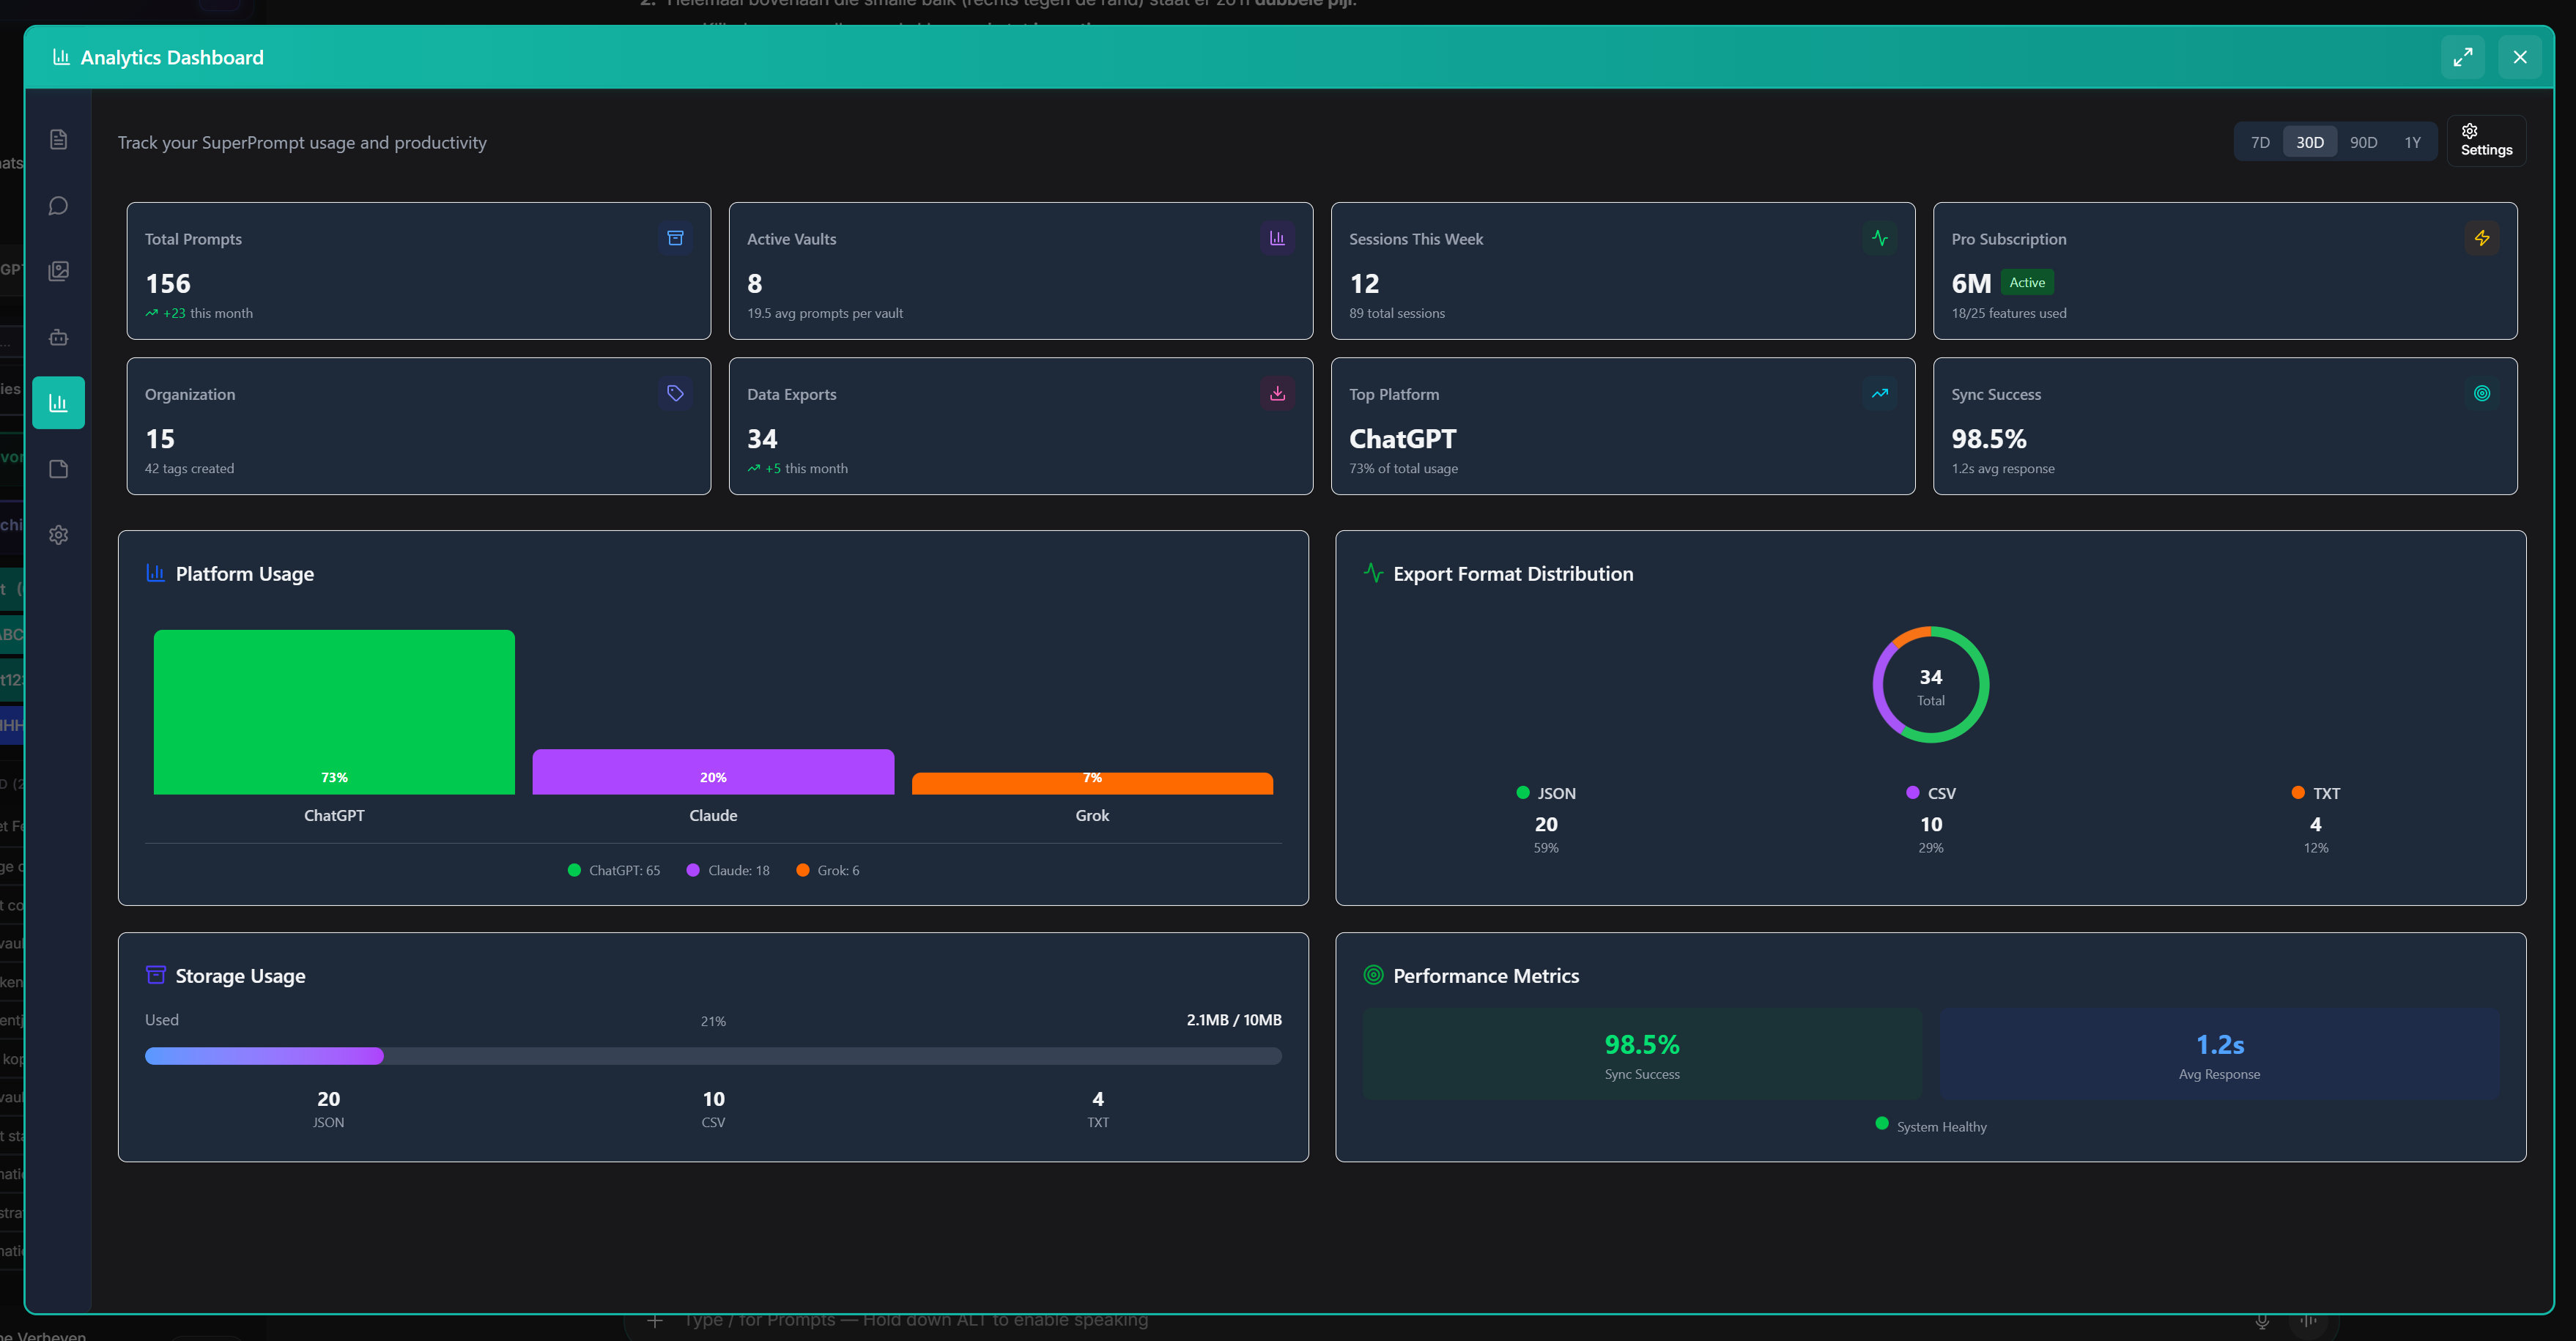 Analytics Dashboard
Track your SuperPrompt usage and productivity
7D 30D 90D 1Y
Settings
Total Prompts
156
+23 this month
Active Vaults
8
19.5 avg prompts per vault
Sessions This Week
12
89 total sessions
Pro Subscription
6M Active
18/25 features used
Organization
15
42 tags created
Data Exports
34
+5 this month
Top Platform
ChatGPT
73% of total usage
Sync Success
98.5%
1.2s avg response
Platform Usage
73% 20% 7%
ChatGPT Claude Grok
ChatGPT: 65 Claude: 18 Grok: 6
Export Format Distribution
34
Total
JSON
20
59%
CSV
10
29%
TXT
4
12%
Storage Usage
Used 21% 2.1MB / 10MB
20
JSON
10
CSV
4
TXT
Performance Metrics
98.5%
Sync Success
1.2s
Avg Response
System Healthy
Type / for Prompts — Hold down ALT to enable speaking
Verheyen